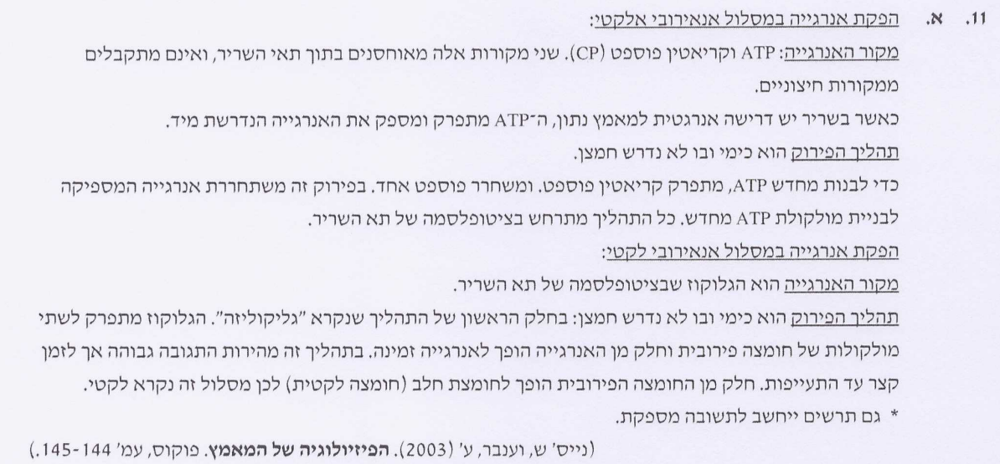 11. א. הפקת אנרגייה במסלול אנאירובי אלקטי:
מקור האנרגייה: ATP וקריאטין פוספט (CP). שני מקורות אלה מאוחסנים בתוך תאי השריר, ואינם מתקבלים
ממקורות חיצוניים.
כאשר בשריר יש דרישה אנרגטית למאמץ נתון, ה־ATP מתפרק ומספק את האנרגייה הנדרשת מיד.
תהליך הפירוק הוא כימי ובו לא נדרש חמצן.
כדי לבנות מחדש ATP, מתפרק קריאטין פוספט. ומשחרר פוספט אחד. בפירוק זה משתחררת אנרגייה המספיקה
לבניית מולקולת ATP מחדש. כל התהליך מתרחש בציטופלסמה של תא השריר.
הפקת אנרגייה במסלול אנאירובי לקטי:
מקור האנרגייה הוא הגלוקוז שבציטופלסמה של תא השריר.
תהליך הפירוק הוא כימי ובו לא נדרש חמצן: בחלק הראשון של התהליך שנקרא "גליקוליזה". הגלוקוז מתפרק לשתי
מולקולות של חומצה פירובית וחלק מן האנרגייה הופך לאנרגייה זמינה. בתהליך זה מהירות התגובה גבוהה אך לזמן
קצר עד התעייפות. חלק מן החומצה הפירובית הופך לחומצת חלב (חומצה לקטית) לכן מסלול זה נקרא לקטי.
* גם תרשים ייחשב לתשובה מספקת.
(נייס' ש, וענבר, ע' (2003). הפיזיולוגיה של המאמץ. פוקוס, עמ' 145-144.)